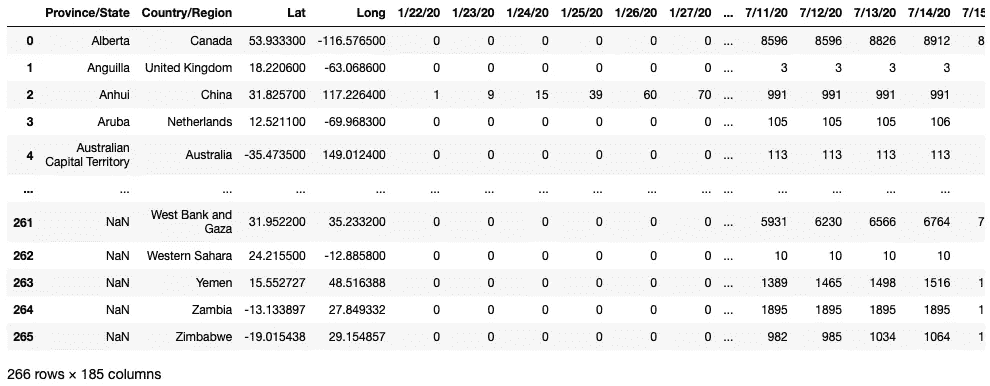 Province/State Country/Region Lat Long 1/22/20 1/23/20 1/24/20 1/25/20 1/26/20 1/27/20 ... 7/11/20 7/12/20 7/13/20 7/14/20 7/15
0 Alberta Canada 53.933300 -116.576500 0 0 0 0 0 0 ... 8596 8596 8826 8912 8
1 Anguilla United Kingdom 18.220600 -63.068600 0 0 0 0 0 0 ... 3 3 3 3
2 Anhui China 31.825700 117.226400 1 9 15 39 60 70 ... 991 991 991 991
3 Aruba Netherlands 12.521100 -69.968300 0 0 0 0 0 0 ... 105 105 105 106
4 Australian Capital Territory Australia -35.473500 149.012400 0 0 0 0 0 0 ... 113 113 113 113
... ... ... ... ... ... ... ... ... ... ... ... ... ... ... ...
261 NaN West Bank and Gaza 31.952200 35.233200 0 0 0 0 0 0 ... 5931 6230 6566 6764 7
262 NaN Western Sahara 24.215500 -12.885800 0 0 0 0 0 0 ... 10 10 10 10
263 NaN Yemen 15.552727 48.516388 0 0 0 0 0 0 ... 1389 1465 1498 1516 1
264 NaN Zambia -13.133897 27.849332 0 0 0 0 0 0 ... 1895 1895 1895 1895 1
265 NaN Zimbabwe -19.015438 29.154857 0 0 0 0 0 0 ... 982 985 1034 1064 1
266 rows × 185 columns